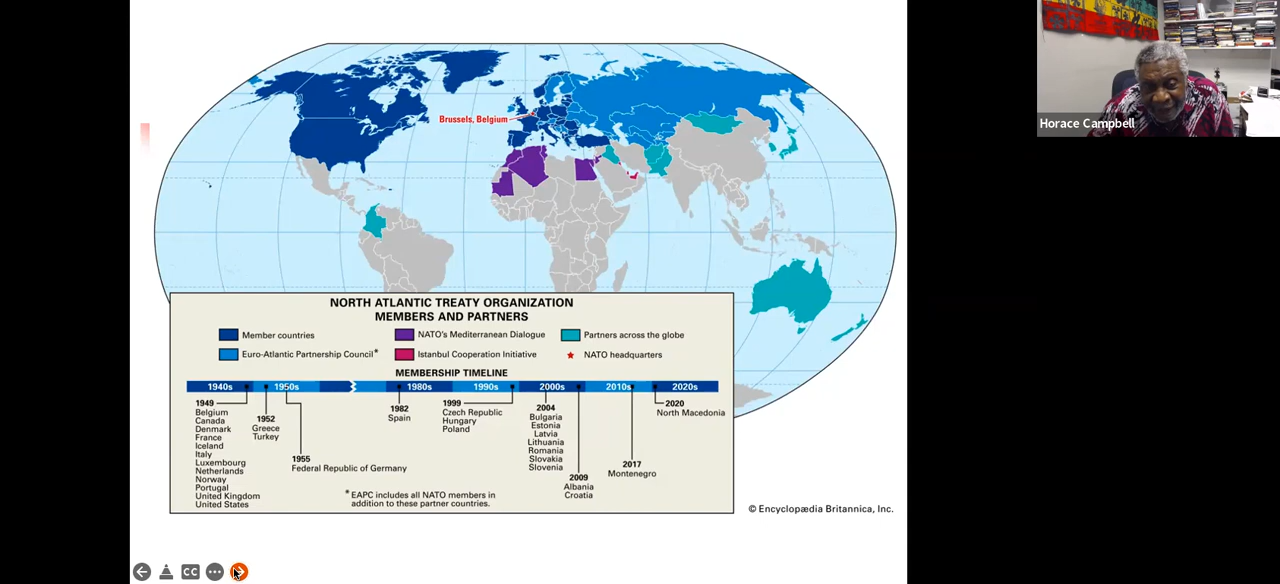 Brussels, Belgium
Horace Campbell
NORTH ATLANTIC TREATY ORGANIZATION
MEMBERS AND PARTNERS
Member countries
NATO's Mediterranean Dialogue
Partners across the globe
Euro-Atlantic Partnership Council*
Istanbul Cooperation Initiative
NATO headquarters
MEMBERSHIP TIMELINE
1940s 1950s 1980s 1990s 2000s 2010s 2020s
1949
Belgium
Canada
Denmark
France
Iceland
Italy
Luxembourg
Netherlands
Norway
Portugal
United Kingdom
United States
1952
Greece
Turkey
1955
Federal Republic of Germany
1982
Spain
1999
Czech Republic
Hungary
Poland
2004
Bulgaria
Estonia
Latvia
Lithuania
Romania
Slovakia
Slovenia
2009
Albania
Croatia
2017
Montenegro
2020
North Macedonia
*EAPC includes all NATO members in
addition to these partner countries.
© Encyclopædia Britannica, Inc.
CC